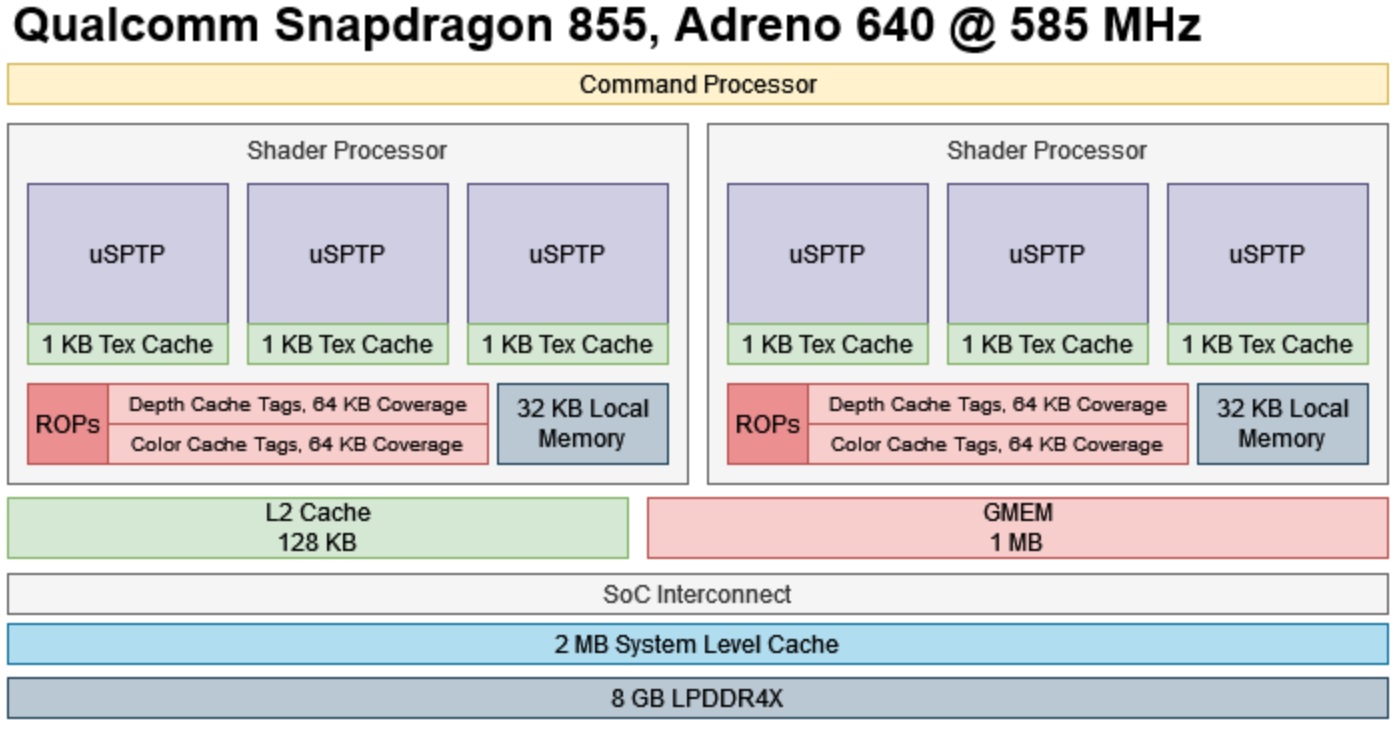 Qualcomm Snapdragon 855, Adreno 640 @ 585 MHz
Command Processor
Shader Processor
uSPTP
uSPTP
uSPTP
1 KB Tex Cache
1 KB Tex Cache
1 KB Tex Cache
ROPs
Depth Cache Tags, 64 KB Coverage
Color Cache Tags, 64 KB Coverage
32 KB Local
Memory
Shader Processor
uSPTP
uSPTP
uSPTP
1 KB Tex Cache
1 KB Tex Cache
1 KB Tex Cache
ROPs
Depth Cache Tags, 64 KB Coverage
Color Cache Tags, 64 KB Coverage
32 KB Local
Memory
L2 Cache
128 KB
GMEM
1 MB
SoC Interconnect
2 MB System Level Cache
8 GB LPDDR4X